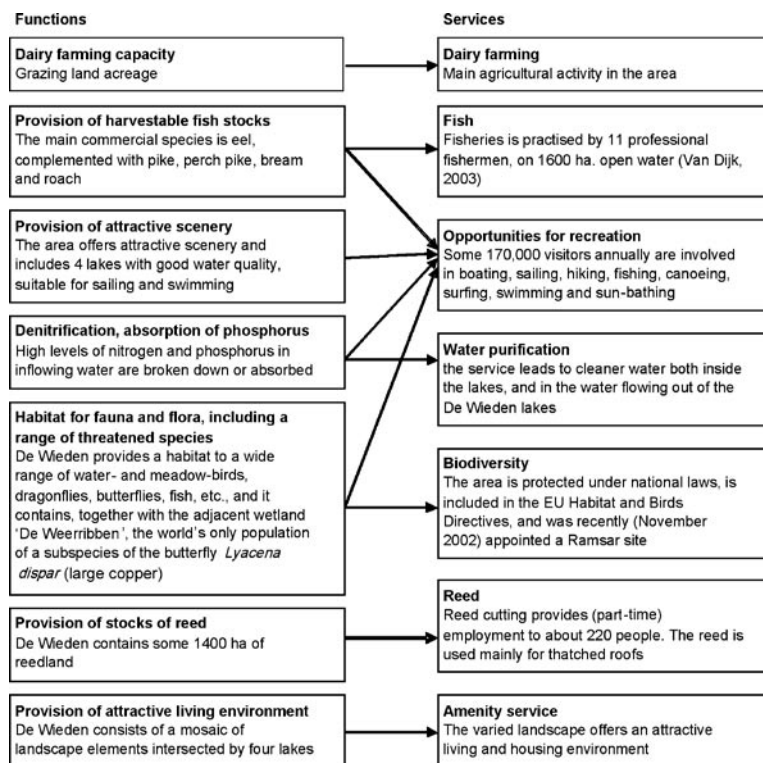 Functions
Services
Dairy farming capacity
Grazing land acreage
Dairy farming
Main agricultural activity in the area
Provision of harvestable fish stocks
The main commercial species is eel,
complemented with pike, perch pike, bream
and roach
Fish
Fisheries is practised by 11 professional
fishermen, on 1600 ha. open water (Van Dijk,
2003)
Provision of attractive scenery
The area offers attractive scenery and
includes 4 lakes with good water quality,
suitable for sailing and swimming
Opportunities for recreation
Some 170,000 visitors annually are involved
in boating, sailing, hiking, fishing, canoeing,
surfing, swimming and sun-bathing
Denitrification, absorption of phosphorus
High levels of nitrogen and phosphorus in
inflowing water are broken down or absorbed
Water purification
the service leads to cleaner water both inside
the lakes, and in the water flowing out of the
De Wieden lakes
Habitat for fauna and flora, including a
range of threatened species
De Wieden provides a habitat to a wide
range of water- and meadow-birds,
dragonflies, butterflies, fish, etc., and it
contains, together with the adjacent wetland
‘De Weerribben’, the world’s only population
of a subspecies of the butterfly Lyacena
dispar (large copper)
Biodiversity
The area is protected under national laws, is
included in the EU Habitat and Birds
Directives, and was recently (November
2002) appointed a Ramsar site
Provision of stocks of reed
De Wieden contains some 1400 ha of
reedland
Reed
Reed cutting provides (part-time)
employment to about 220 people. The reed is
used mainly for thatched roofs
Provision of attractive living environment
De Wieden consists of a mosaic of
landscape elements intersected by four lakes
Amenity service
The varied landscape offers an attractive
living and housing environment